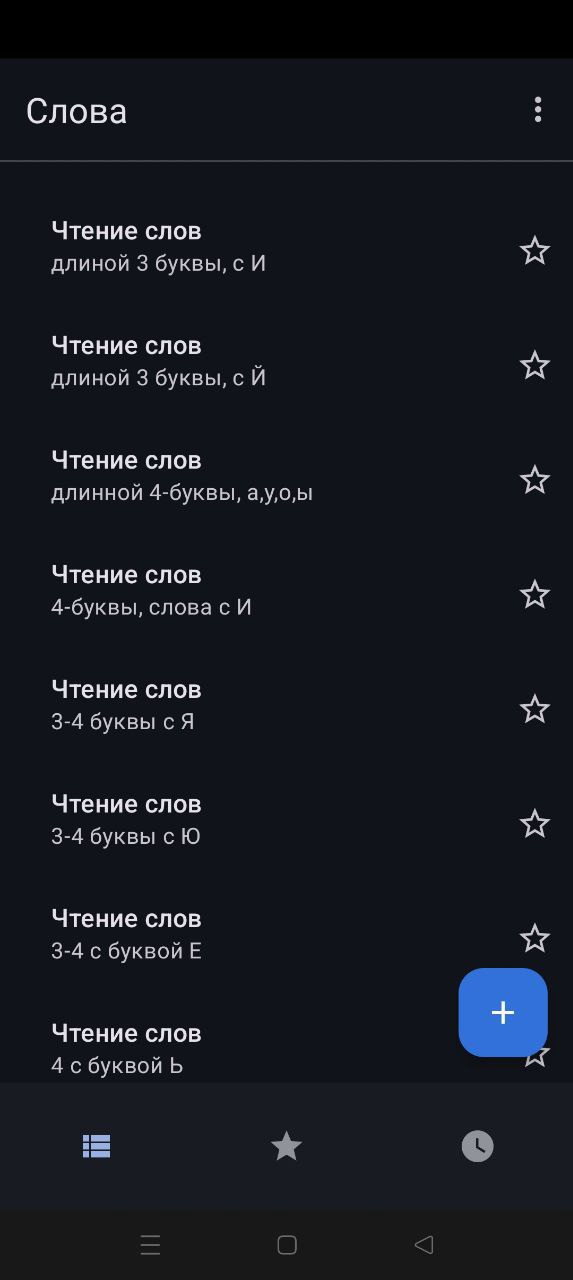 Слова
Чтение слов
длиной 3 буквы, с И
Чтение слов
длиной 3 буквы, с Й
Чтение слов
длинной 4-буквы, а,у,о,ы
Чтение слов
4-буквы, слова с И
Чтение слов
3-4 буквы с Я
Чтение слов
3-4 буквы с Ю
Чтение слов
3-4 с буквой Е
Чтение слов
4 с буквой Ь